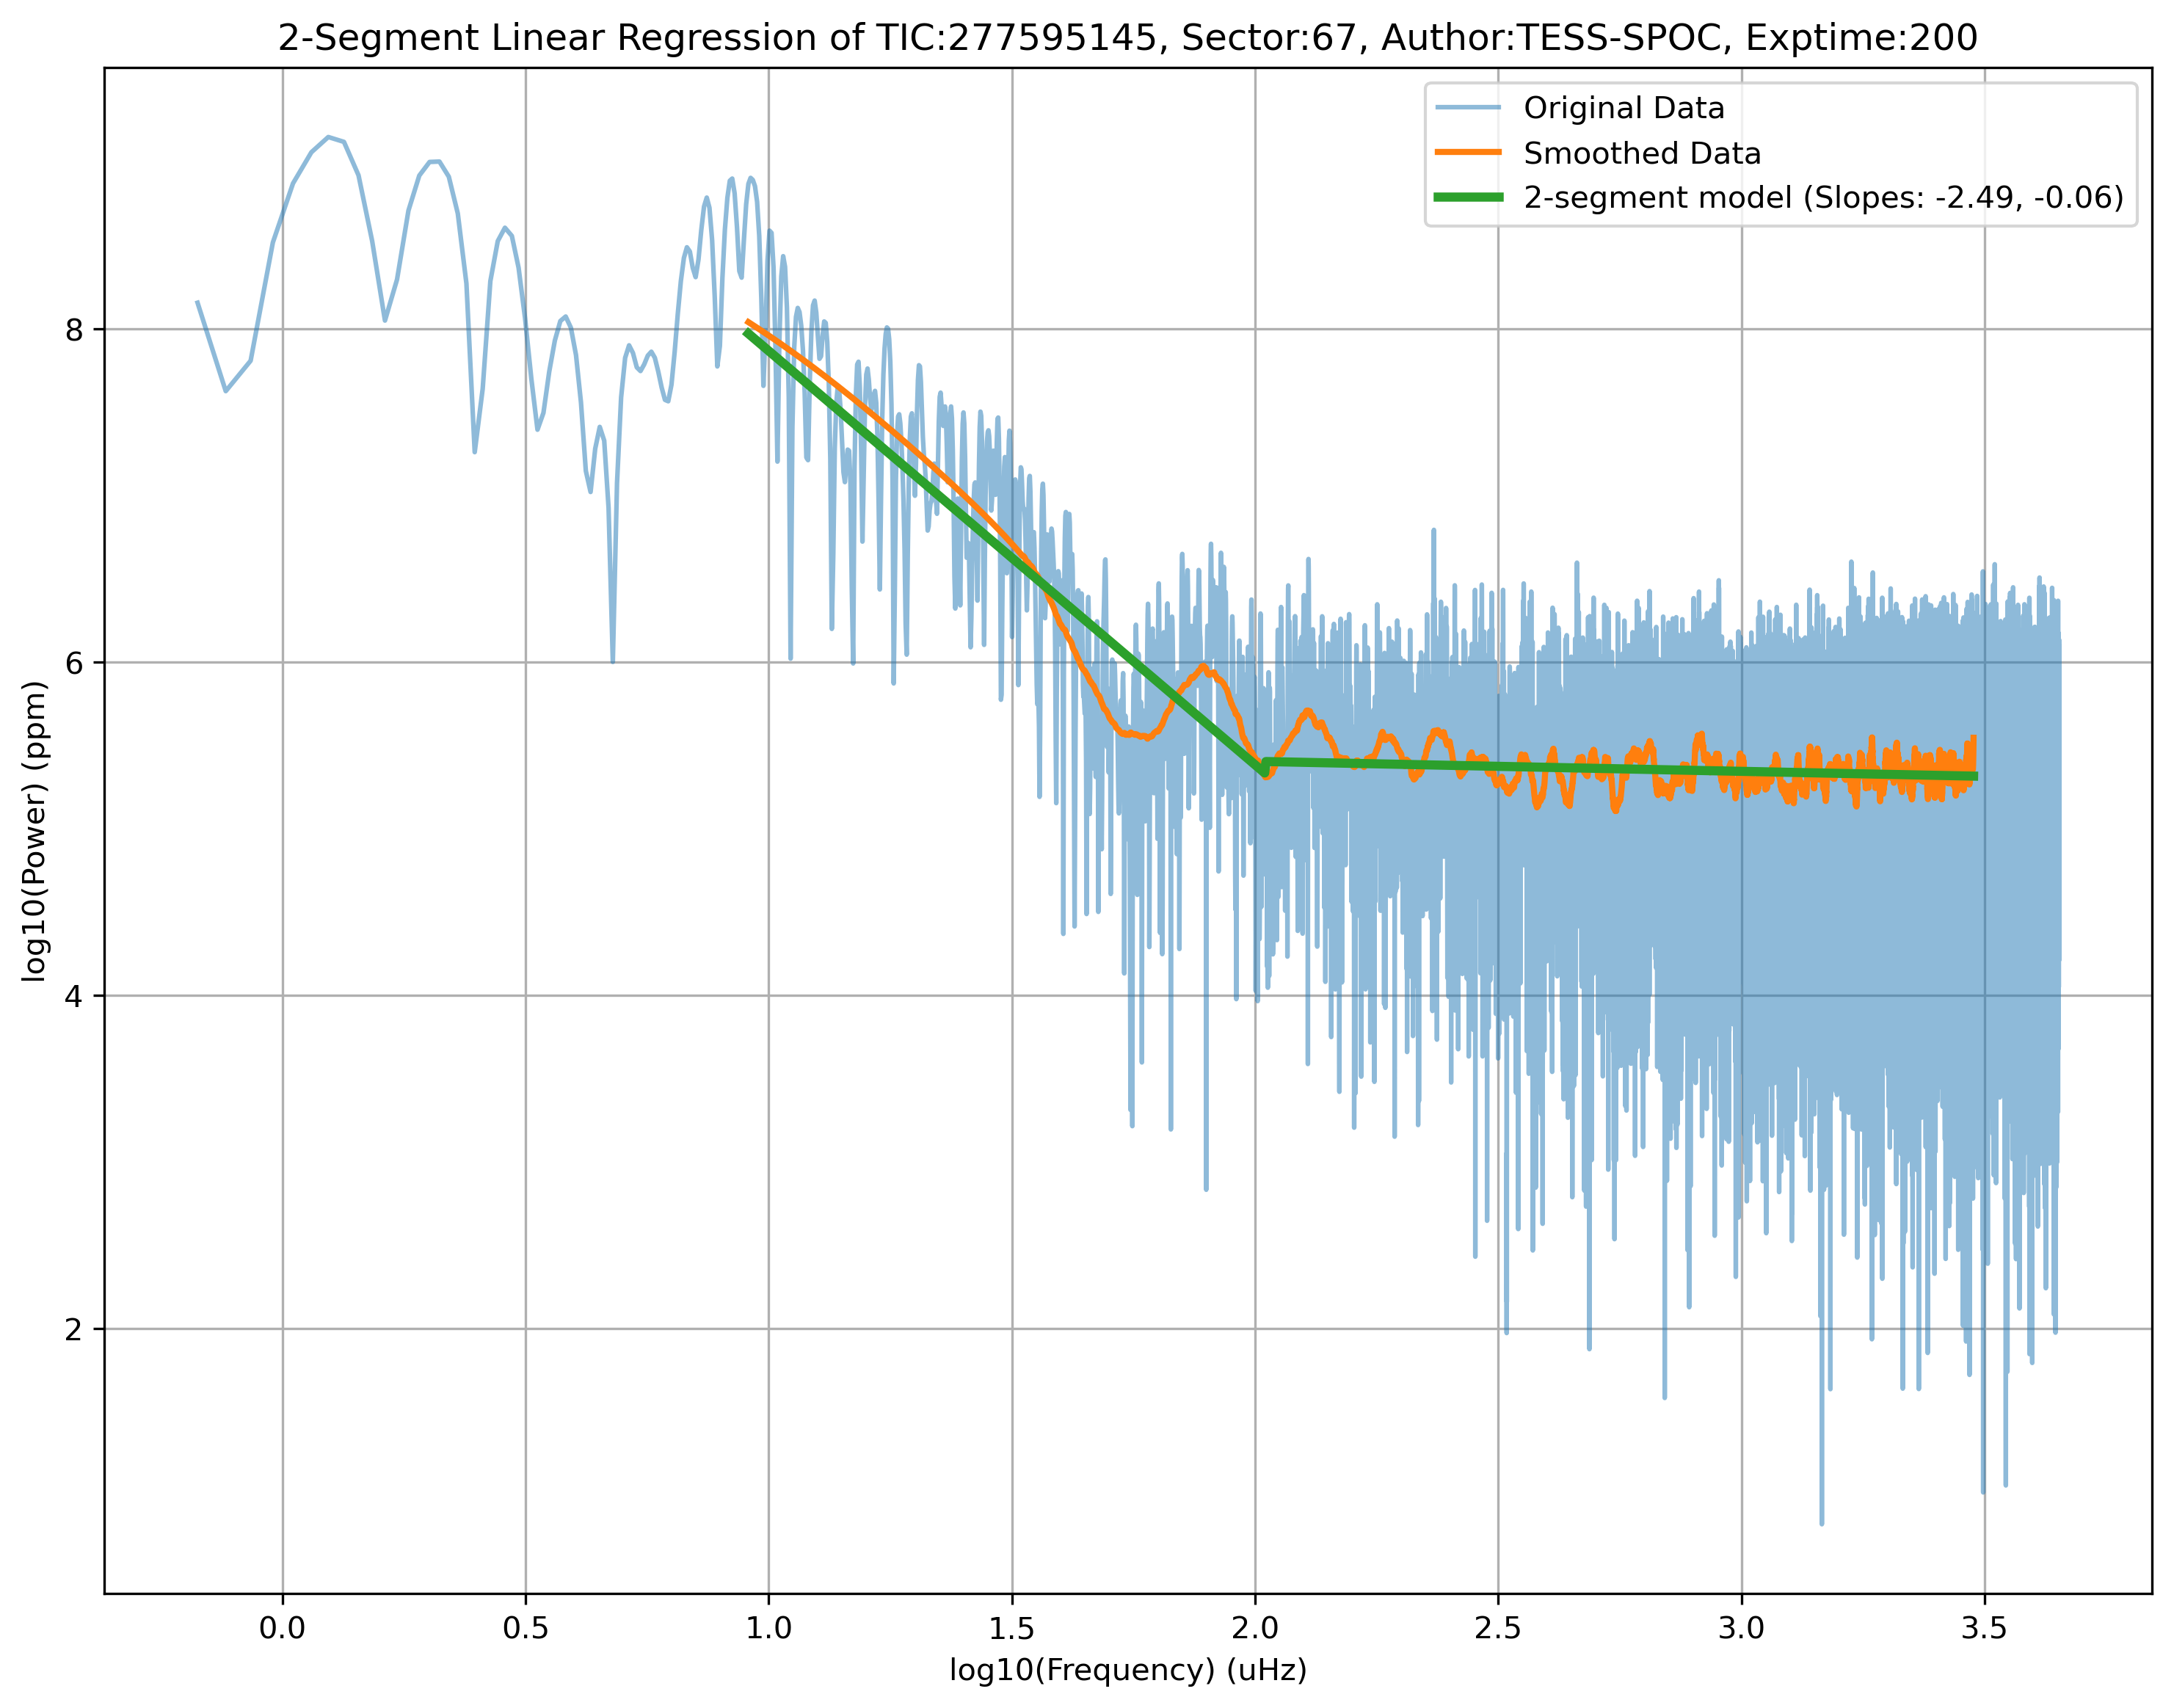 2-Segment Linear Regression of TIC:277595145, Sector:67, Author:TESS-SPOC, Exptime:200
Original Data
Smoothed Data
2-segment model (Slopes: -2.49, -0.06)
8
6
4
2
log10(Power) (ppm)
0.0 0.5 1.0 1.5 2.0 2.5 3.0 3.5
log10(Frequency) (uHz)